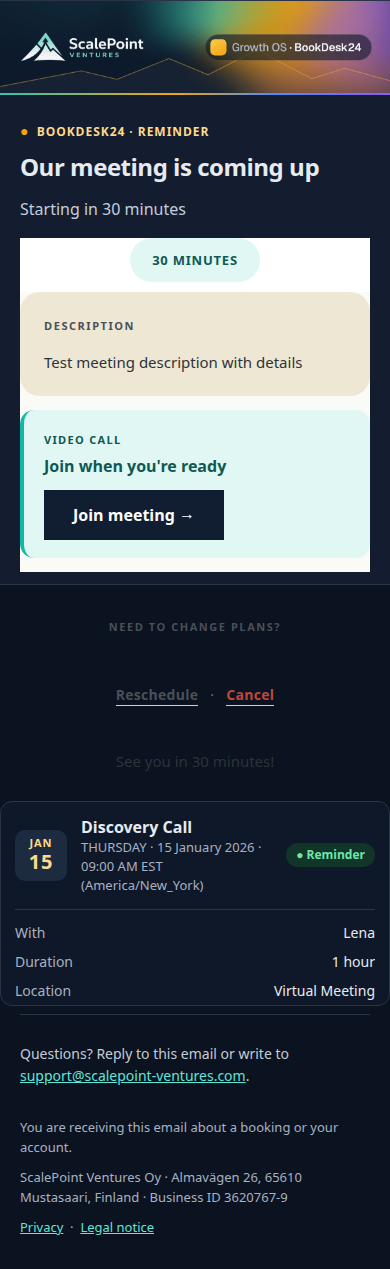 ScalePoint
VENTURES
Growth OS · BookDesk24
● BOOKDESK24 · REMINDER
Our meeting is coming up
Starting in 30 minutes
30 MINUTES
DESCRIPTION
Test meeting description with details
VIDEO CALL
Join when you're ready
Join meeting →
NEED TO CHANGE PLANS?
Reschedule · Cancel
See you in 30 minutes!
JAN
15
Discovery Call
THURSDAY · 15 January 2026 ·
09:00 AM EST
(America/New_York)
● Reminder
With Lena
Duration 1 hour
Location Virtual Meeting
Questions? Reply to this email or write to
support@scalepoint-ventures.com.
You are receiving this email about a booking or your
account.
ScalePoint Ventures Oy · Almavägen 26, 65610
Mustasaari, Finland · Business ID 3620767-9
Privacy · Legal notice